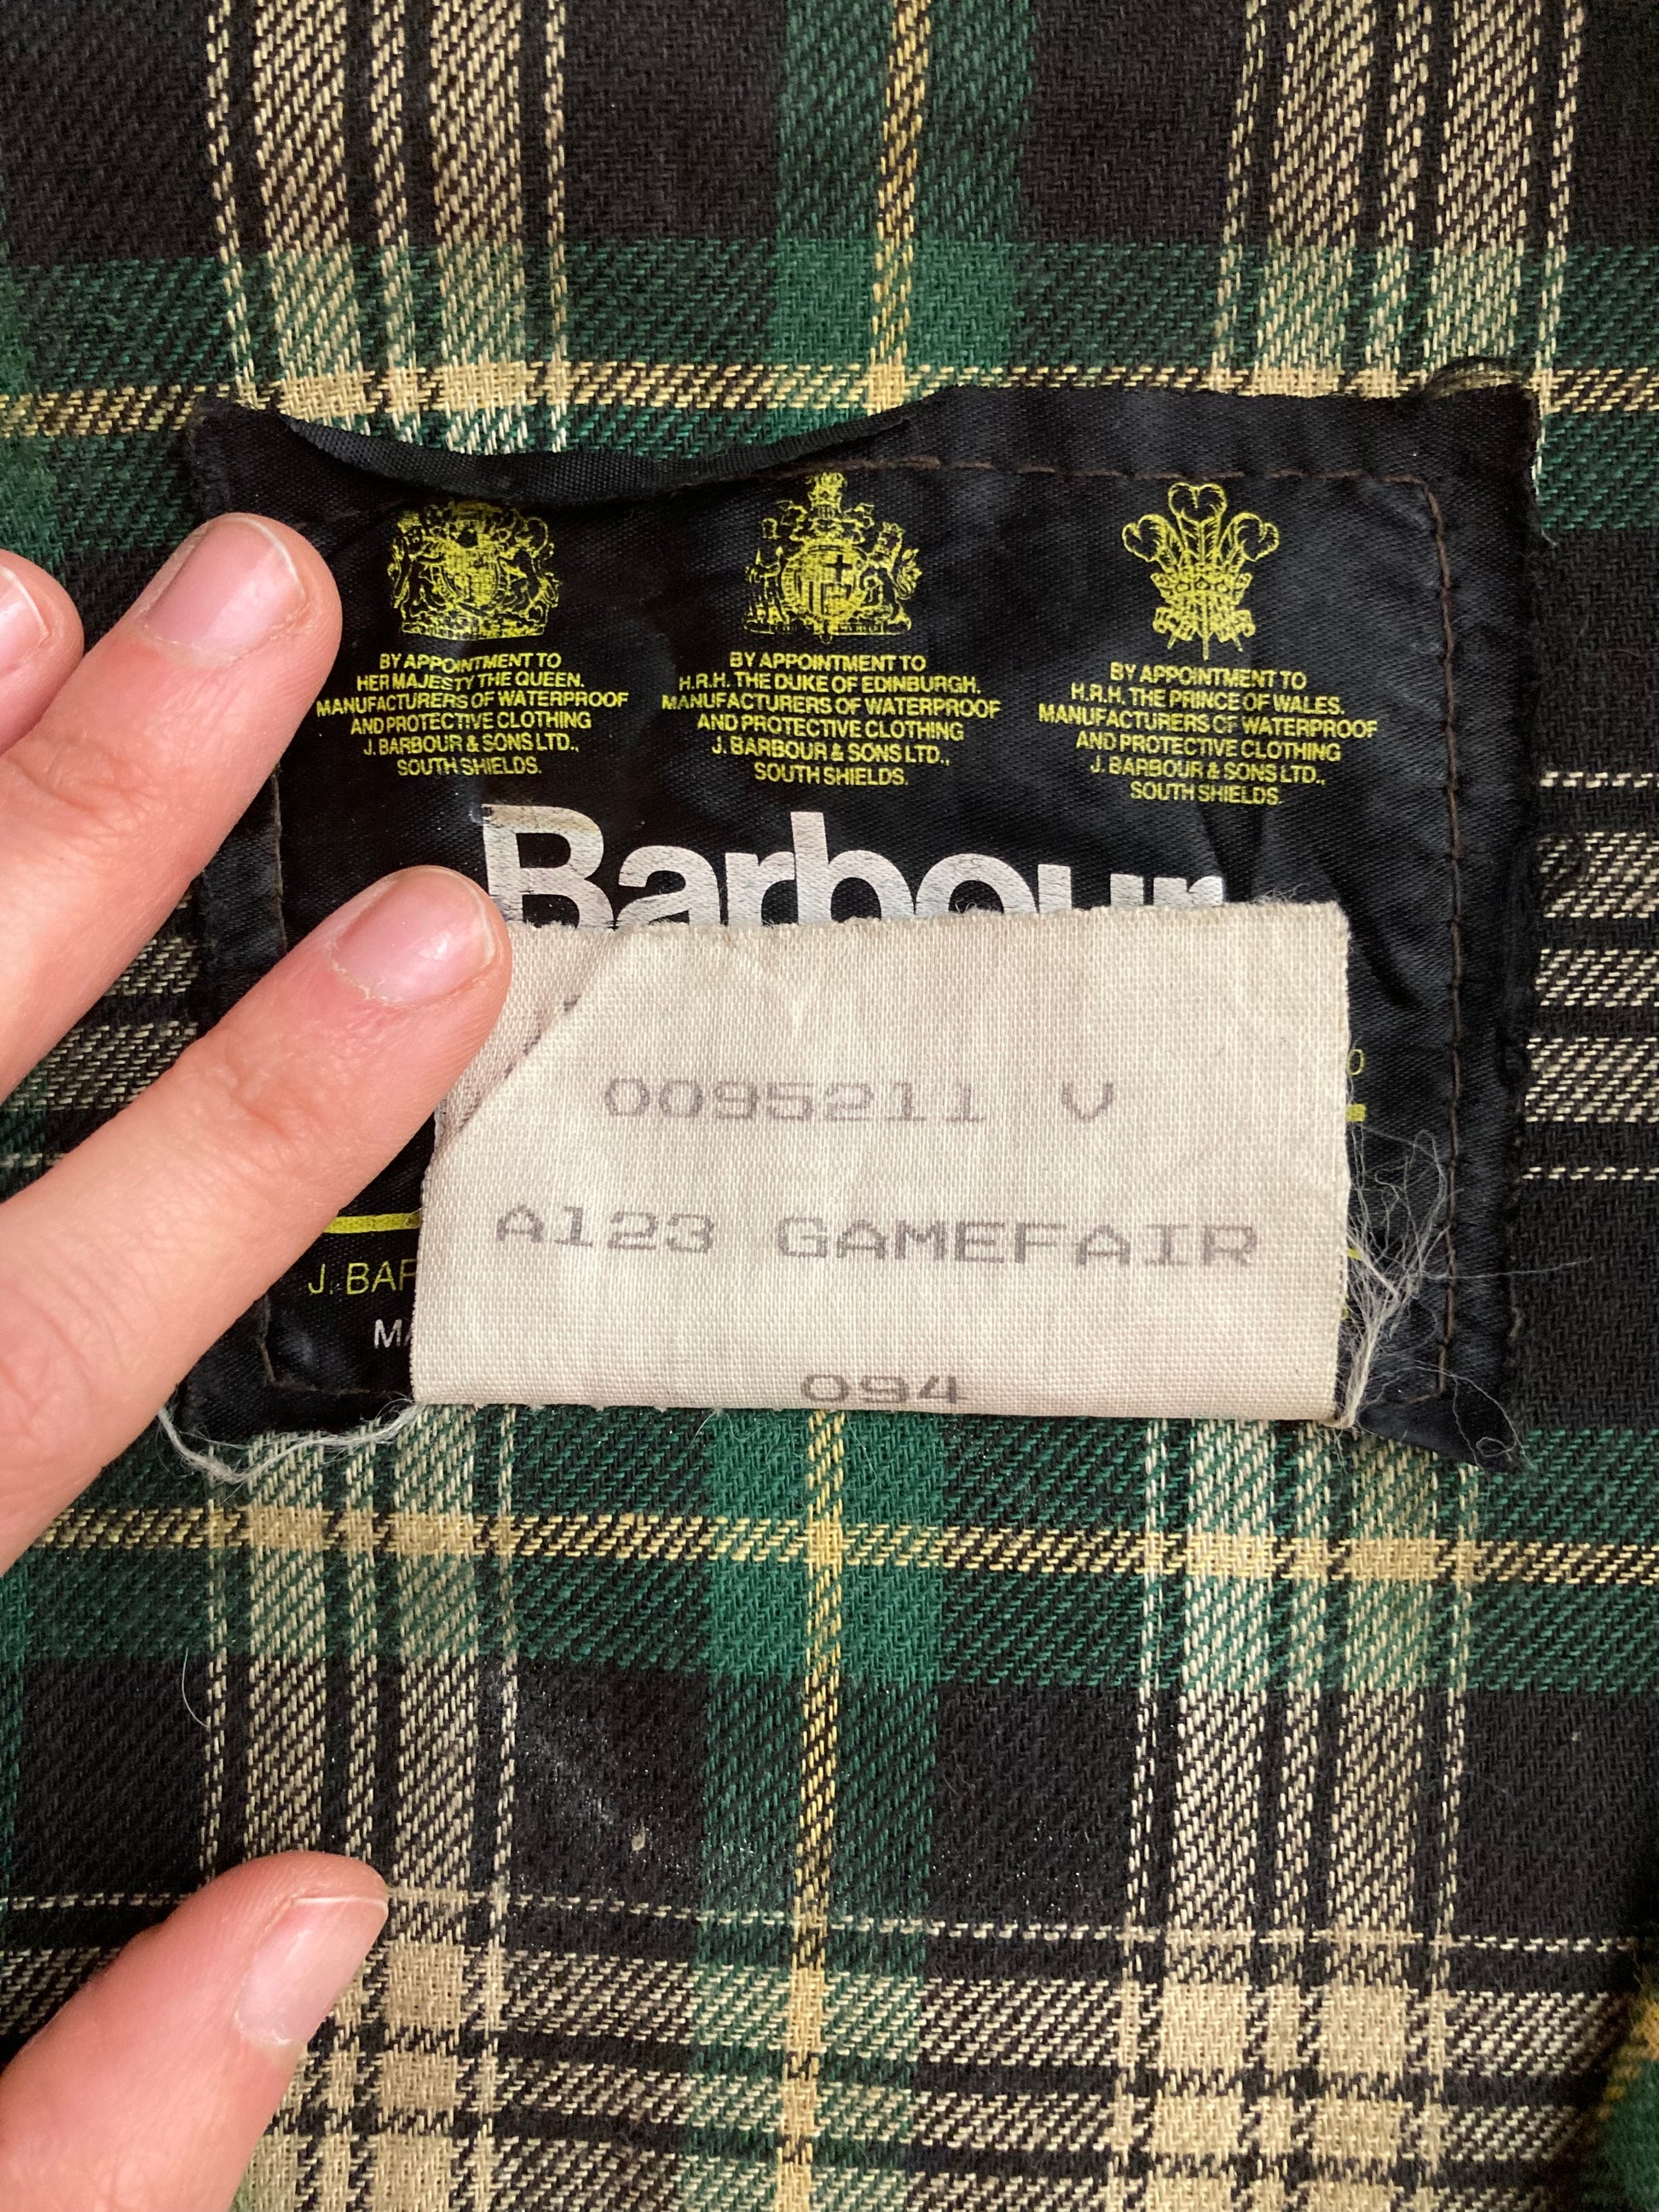 BY APPOINTMENT TO
HER MAJESTY THE QUEEN.
MANUFACTURERS OF WATERPROOF
AND PROTECTIVE CLOTHING
J. BARBOUR & SONS LTD.,
SOUTH SHIELDS.
BY APPOINTMENT TO
H.R.H. THE DUKE OF EDINBURGH.
MANUFACTURERS OF WATERPROOF
AND PROTECTIVE CLOTHING
J. BARBOUR & SONS LTD.,
SOUTH SHIELDS.
BY APPOINTMENT TO
H.R.H. THE PRINCE OF WALES.
MANUFACTURERS OF WATERPROOF
AND PROTECTIVE CLOTHING
J. BARBOUR & SONS LTD.,
SOUTH SHIELDS.
Barbour
0095211 V
A123 GAMEFAIR
094
J. BAR
MA